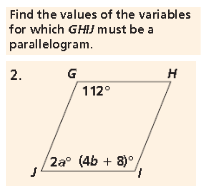 Find the values of the variables
for which GHIJ must be a
parallelogram.
2.
G H
112°
2a° (4b + 8)°
J I